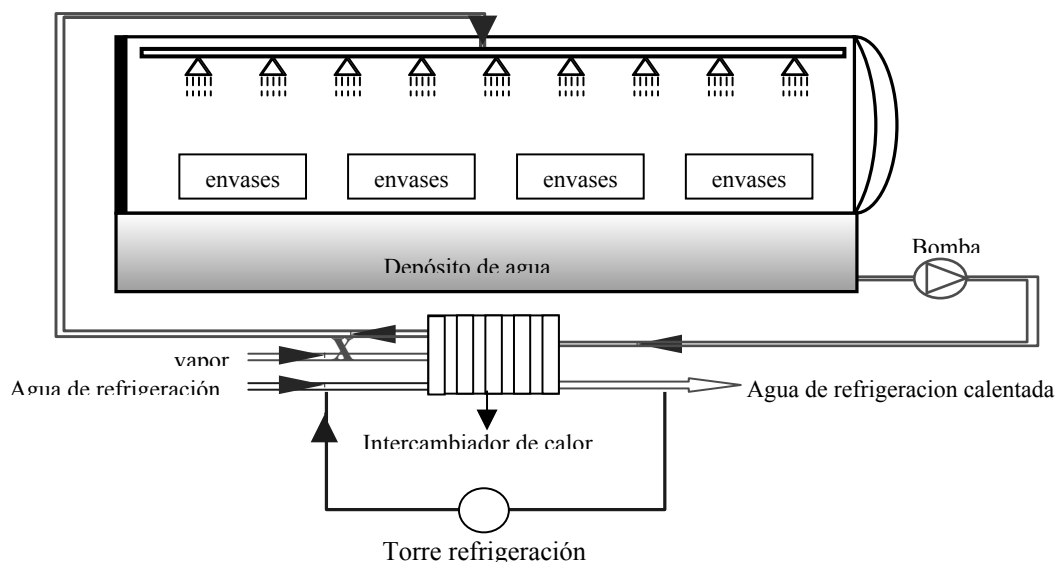 envases envases envases envases
Bomba
Depósito de agua
vapor
Agua de refrigeración
Agua de refrigeracion calentada
Intercambiador de calor
Torre refrigeración